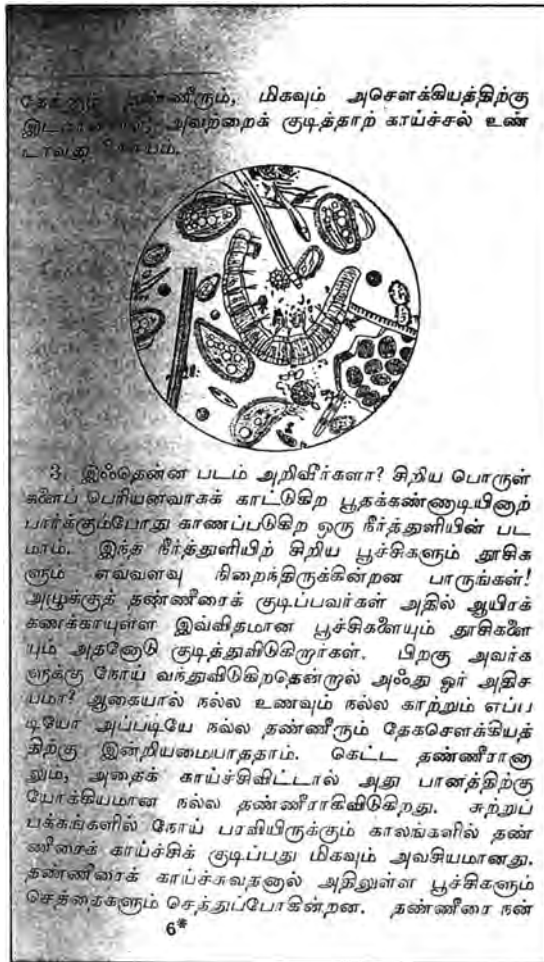 தண்ணீரும், மிகவும் அசௌக்கியத்திற்கு
அவற்றைக் குடித்தாற் காய்ச்சல் உண்
டாவது
3. இஃதென்ன படம் அறிவீர்களா? சிறிய பொருள்
களைப் பெரியனவாகக் காட்டுகிற பூதக்கண்ணாடியினாற்
பார்க்கும்போது காணப்படுகிற ஒரு நீர்த்துளியின் பட
மாம். இந்த நீர்த்துளியிற் சிறிய பூச்சிகளும் தூசிக
ளும் எவ்வளவு நிறைந்திருக்கின்றன பாருங்கள்!
அழுக்குத் தண்ணீரைக் குடிப்பவர்கள் அதில் ஆயிரக்
கணக்காயுள்ள இவ்விதமான பூச்சிகளையும் தூசிகளை
யும் அதனோடு குடித்துவிடுகிறார்கள். பிறகு அவர்க
ளுக்கு நோய் வந்துவிடுகிறதென்றால் அஃது ஓர் அதிச
யமா? ஆகையால் நல்ல உணவும் நல்ல காற்றும் எப்ப
டியோ அப்படியே நல்ல தண்ணீரும் தேகசௌக்கியத்
திற்கு இன்றியமையாததாம். கெட்ட தண்ணீரானா
லும், அதைக் காய்ச்சிவிட்டால் அது பானத்திற்கு
யோக்கியமான நல்ல தண்ணீராகிவிடுகிறது. சுற்றுப்
பக்கங்களில் நோய் பரவியிருக்கும் காலங்களில் தண்
ணீரைக் காய்ச்சிக் குடிப்பது மிகவும் அவசியமானது.
தண்ணீரைக் காய்ச்சுவதனால் அதிலுள்ள பூச்சிகளும்
செத்தைகளும் செத்துப்போகின்றன. தண்ணீரை நன்
6*